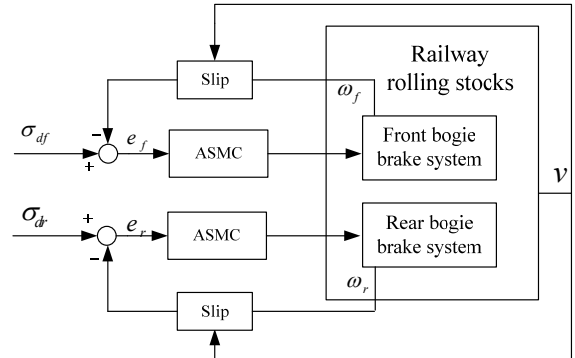 Railway
rolling stocks
Slip
ω_f
σ_df
−
+
e_f
ASMC
Front bogie
brake system
v
σ_dr
+
−
e_r
ASMC
Rear bogie
brake system
ω_r
Slip